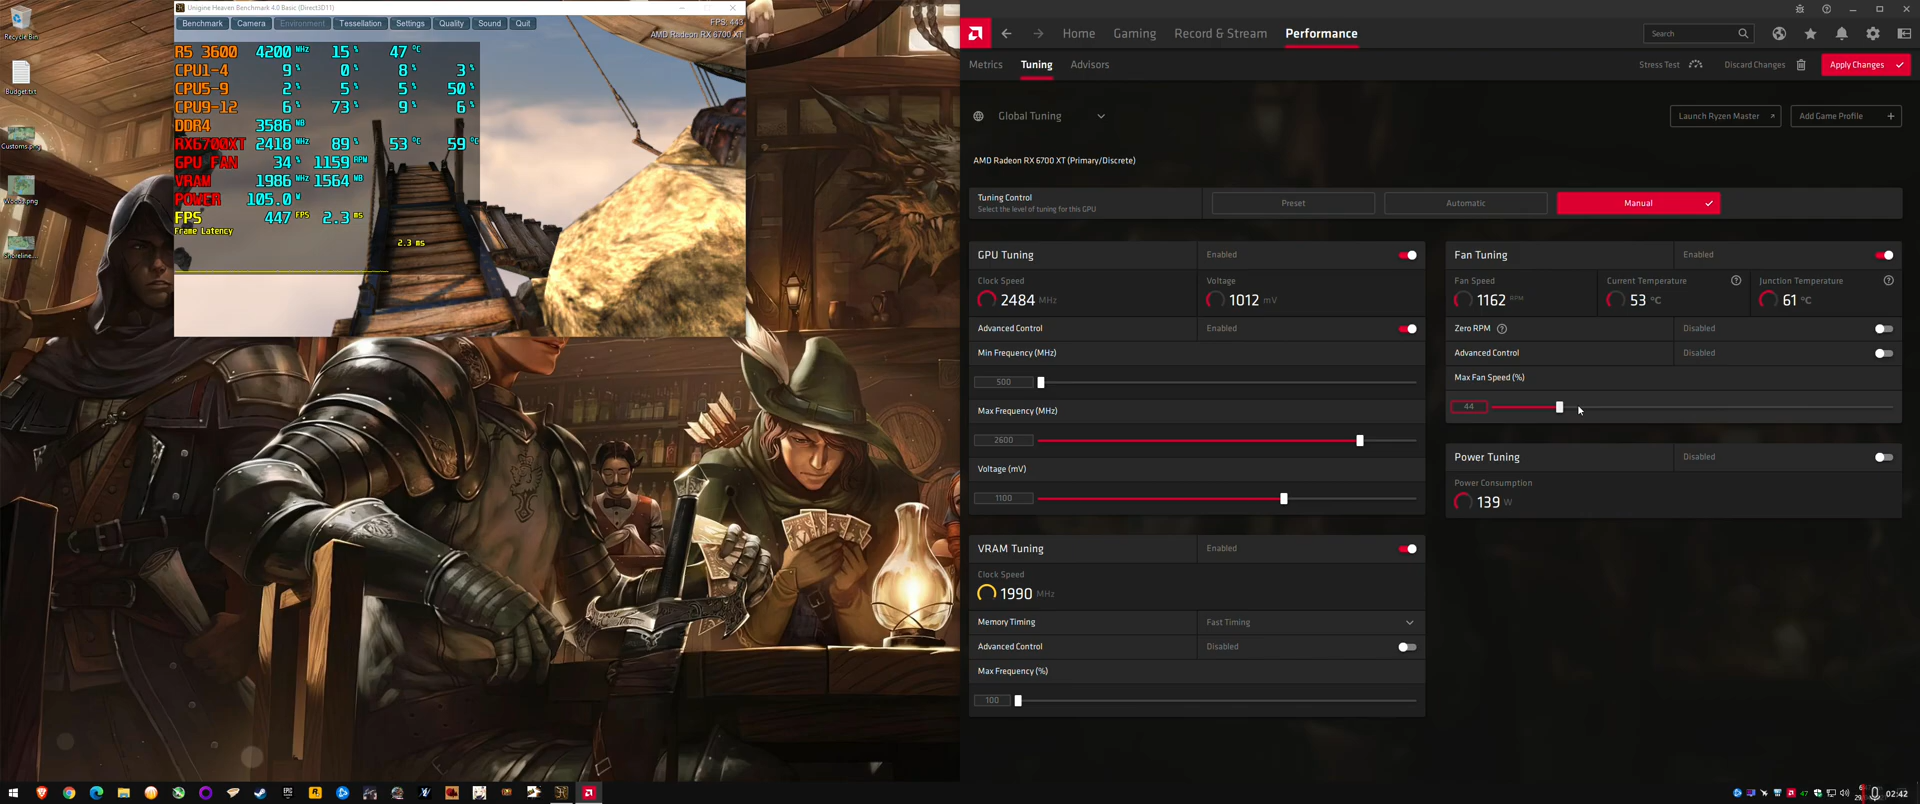 Recycle Bin
Budget.txt
Customs.png
Woods.png
Shoreline...
Unigine Heaven Benchmark 4.0 Basic (Direct3D11)
Benchmark Camera Environment Tessellation Settings Quality Sound Quit
FPS: 443
AMD Radeon RX 6700 XT
R5 3600 4200 MHz 15 % 47 °C
CPU1-4 9 % 0 % 8 % 3 %
CPU5-9 2 % 5 % 5 % 50 %
CPU9-12 6 % 73 % 9 % 6 %
DDR4 3586 MB
RX6700XT 2418 MHz 89 % 53 °C 59 °C
GPU FAN 34 % 1159 RPM
VRAM 1986 MHz 1564 MB
POWER 105.0 W
FPS 447 FPS 2.3 ms
Frame Latency
2.3 ms
Home Gaming Record & Stream Performance
Search
Metrics Tuning Advisors
Stress Test Discard Changes Apply Changes
Global Tuning
Launch Ryzen Master Add Game Profile
AMD Radeon RX 6700 XT (Primary/Discrete)
Tuning Control
Select the level of tuning for this GPU
Preset Automatic Manual
GPU Tuning Enabled
Clock Speed Voltage
2484 MHz 1012 mV
Advanced Control Enabled
Min Frequency (MHz)
500
Max Frequency (MHz)
2600
Voltage (mV)
1100
VRAM Tuning Enabled
Clock Speed
1990 MHz
Memory Timing Fast Timing
Advanced Control Disabled
Max Frequency (%)
100
Fan Tuning Enabled
Fan Speed Current Temperature Junction Temperature
1162 RPM 53 °C 61 °C
Zero RPM Disabled
Advanced Control Disabled
Max Fan Speed (%)
44
Power Tuning Disabled
Power Consumption
139 W
47
02:42